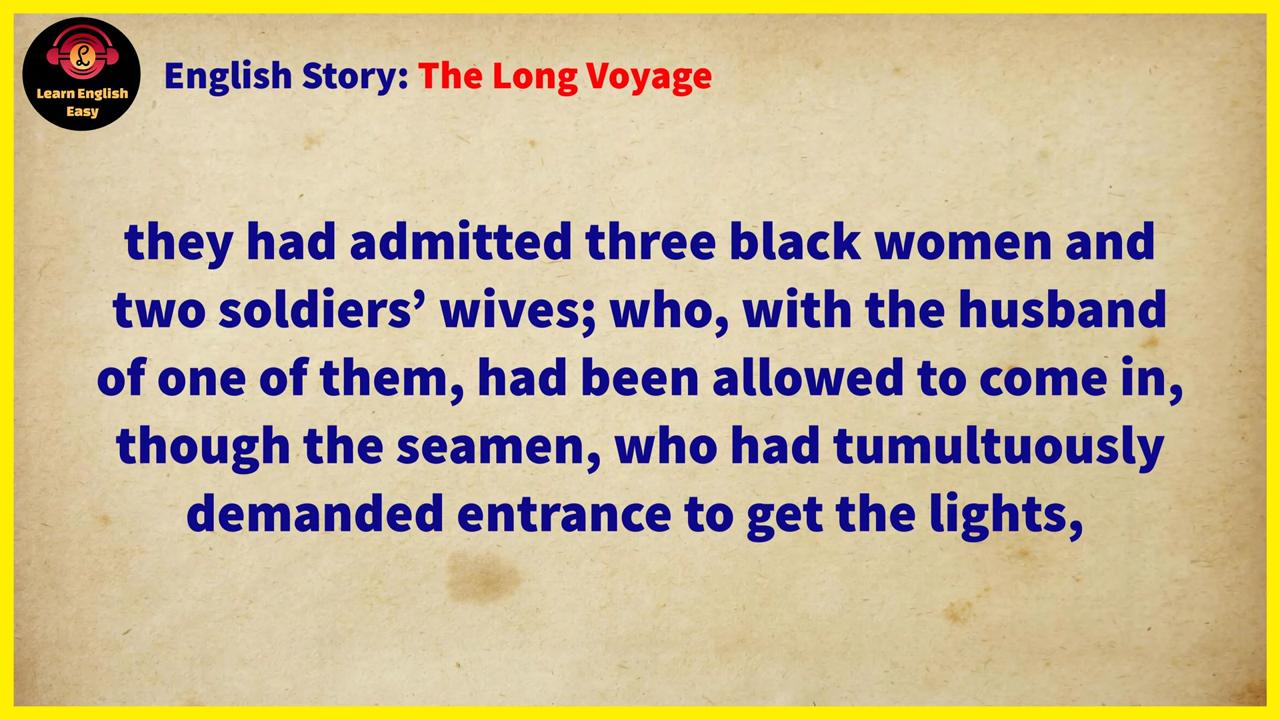 Learn English
Easy
English Story: The Long Voyage
they had admitted three black women and
two soldiers’ wives; who, with the husband
of one of them, had been allowed to come in,
though the seamen, who had tumultuously
demanded entrance to get the lights,